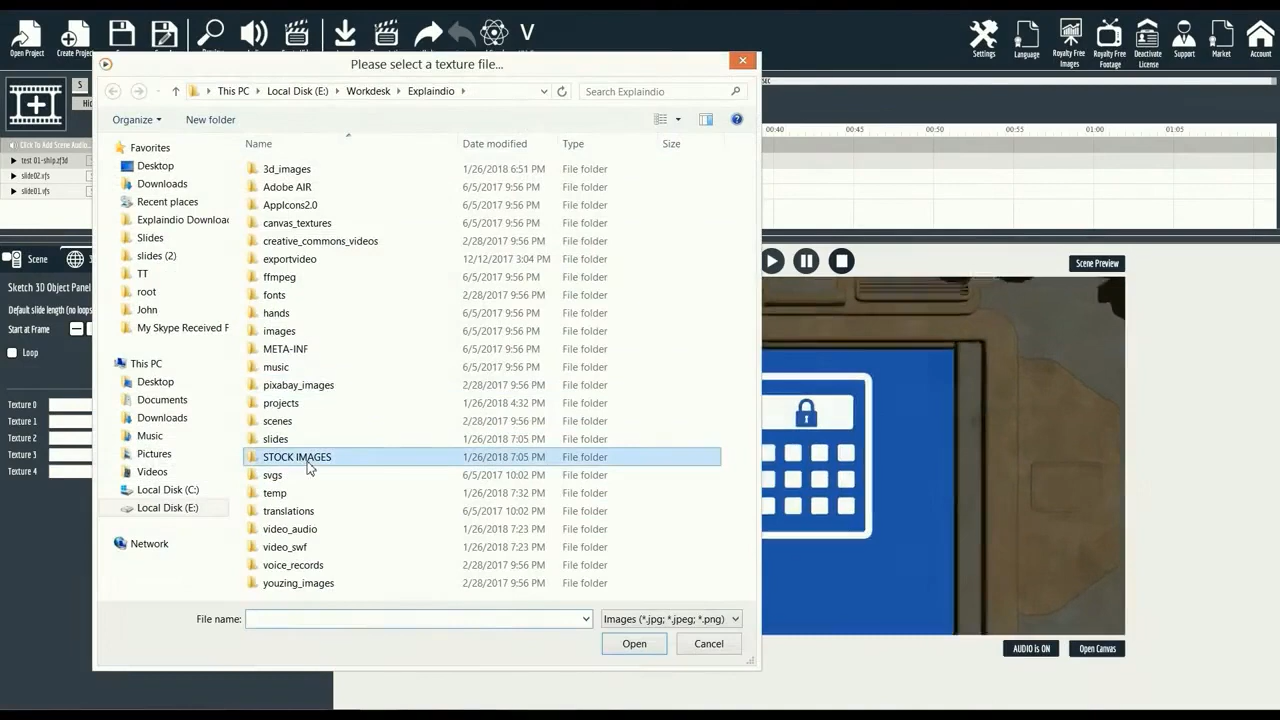 Open Project
Create Project
Preview
Settings
Language
Royalty Free
Images
Royalty Free
Footage
Deactivate
License
Support
Market
Account
Please select a texture file...
This PC
Local Disk (E:)
Workdesk
Explaindio
Search Explaindio
Organize
New folder
Name
Date modified
Type
Size
Favorites
Desktop
Downloads
Recent places
Explaindio Downloa
Slides
slides (2)
TT
root
John
My Skype Received F
This PC
Desktop
Documents
Downloads
Music
Pictures
Videos
Local Disk (C:)
Local Disk (E:)
Network
3d_images 1/26/2018 6:51 PM File folder
Adobe AIR 6/5/2017 9:56 PM File folder
AppIcons2.0 6/5/2017 9:56 PM File folder
canvas_textures 6/5/2017 9:56 PM File folder
creative_commons_videos 2/28/2017 9:56 PM File folder
exportvideo 12/12/2017 3:04 PM File folder
ffmpeg 6/5/2017 9:56 PM File folder
fonts 2/28/2017 9:56 PM File folder
hands 6/5/2017 9:56 PM File folder
images 6/5/2017 9:56 PM File folder
META-INF 6/5/2017 9:56 PM File folder
music 6/5/2017 9:56 PM File folder
pixabay_images 2/28/2017 9:56 PM File folder
projects 1/26/2018 4:32 PM File folder
scenes 2/28/2017 9:56 PM File folder
slides 1/26/2018 7:05 PM File folder
STOCK IMAGES 1/26/2018 7:05 PM File folder
svgs 6/5/2017 10:02 PM File folder
temp 1/26/2018 7:32 PM File folder
translations 6/5/2017 10:02 PM File folder
video_audio 1/26/2018 7:23 PM File folder
video_swf 1/26/2018 7:23 PM File folder
voice_records 2/28/2017 9:56 PM File folder
youzing_images 2/28/2017 9:56 PM File folder
File name:
Images (*.jpg; *.jpeg; *.png)
Open
Cancel
S
Hid
Click To Add Scene Audio...
test 01-ship.zf3d
slide02.vfs
slide01.vfs
SEC
00:40
00:45
00:50
00:55
01:00
01:05
Scene
3
Sketch 3D Object Panel
Default slide length (no loops
Start at Frame
Loop
Texture 0
Texture 1
Texture 2
Texture 3
Texture 4
Scene Preview
AUDIO is ON
Open Canvas